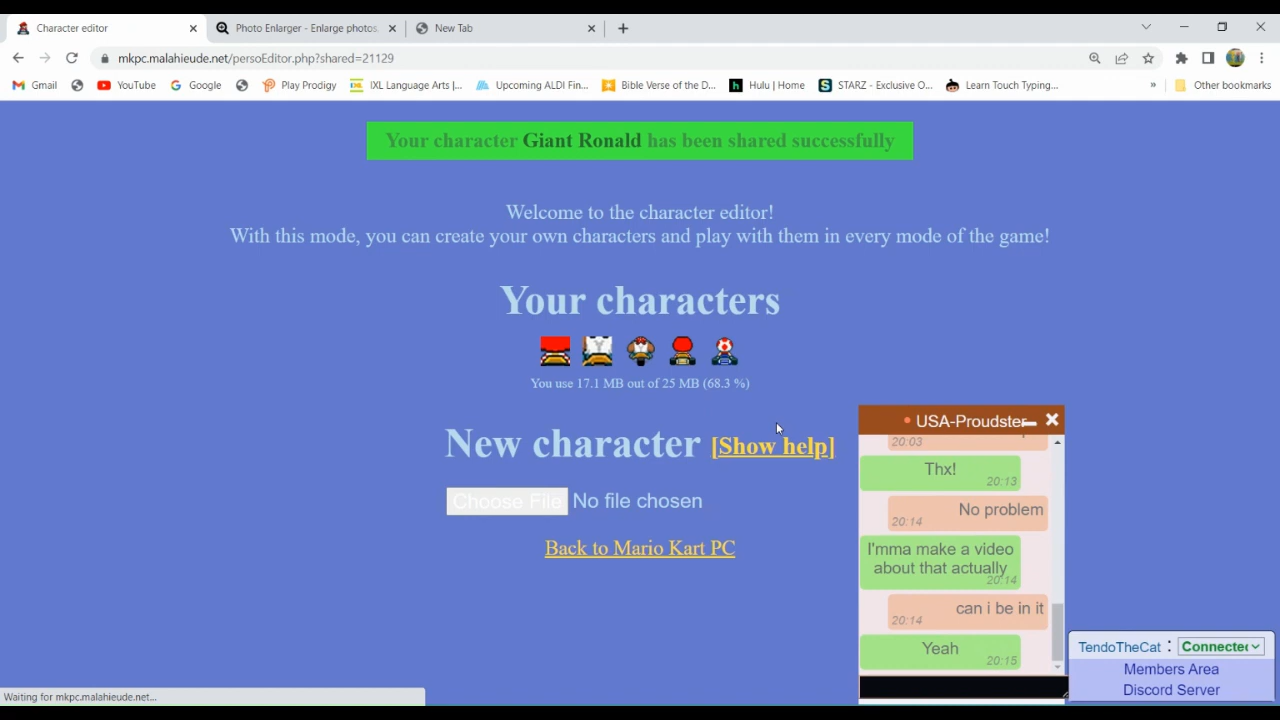 Character editor
Photo Enlarger - Enlarge photos
New Tab
mkpc.malahieude.net/persoEditor.php?shared=21129
Gmail
YouTube
Google
Play Prodigy
IXL Language Arts |...
Upcoming ALDI Fin...
Bible Verse of the D...
Hulu | Home
STARZ - Exclusive O...
Learn Touch Typing...
»
Other bookmarks
Your character Giant Ronald has been shared successfully
Welcome to the character editor!
With this mode, you can create your own characters and play with them in every mode of the game!
Your characters
You use 17.1 MB out of 25 MB (68.3 %)
New character [Show help]
Choose File No file chosen
Back to Mario Kart PC
USA-Proudster
20:03
Thx!
20:13
No problem
20:14
I'mma make a video
about that actually
20:14
can i be in it
20:14
Yeah
20:15
TendoTheCat : Connected
Members Area
Discord Server
Waiting for mkpc.malahieude.net...